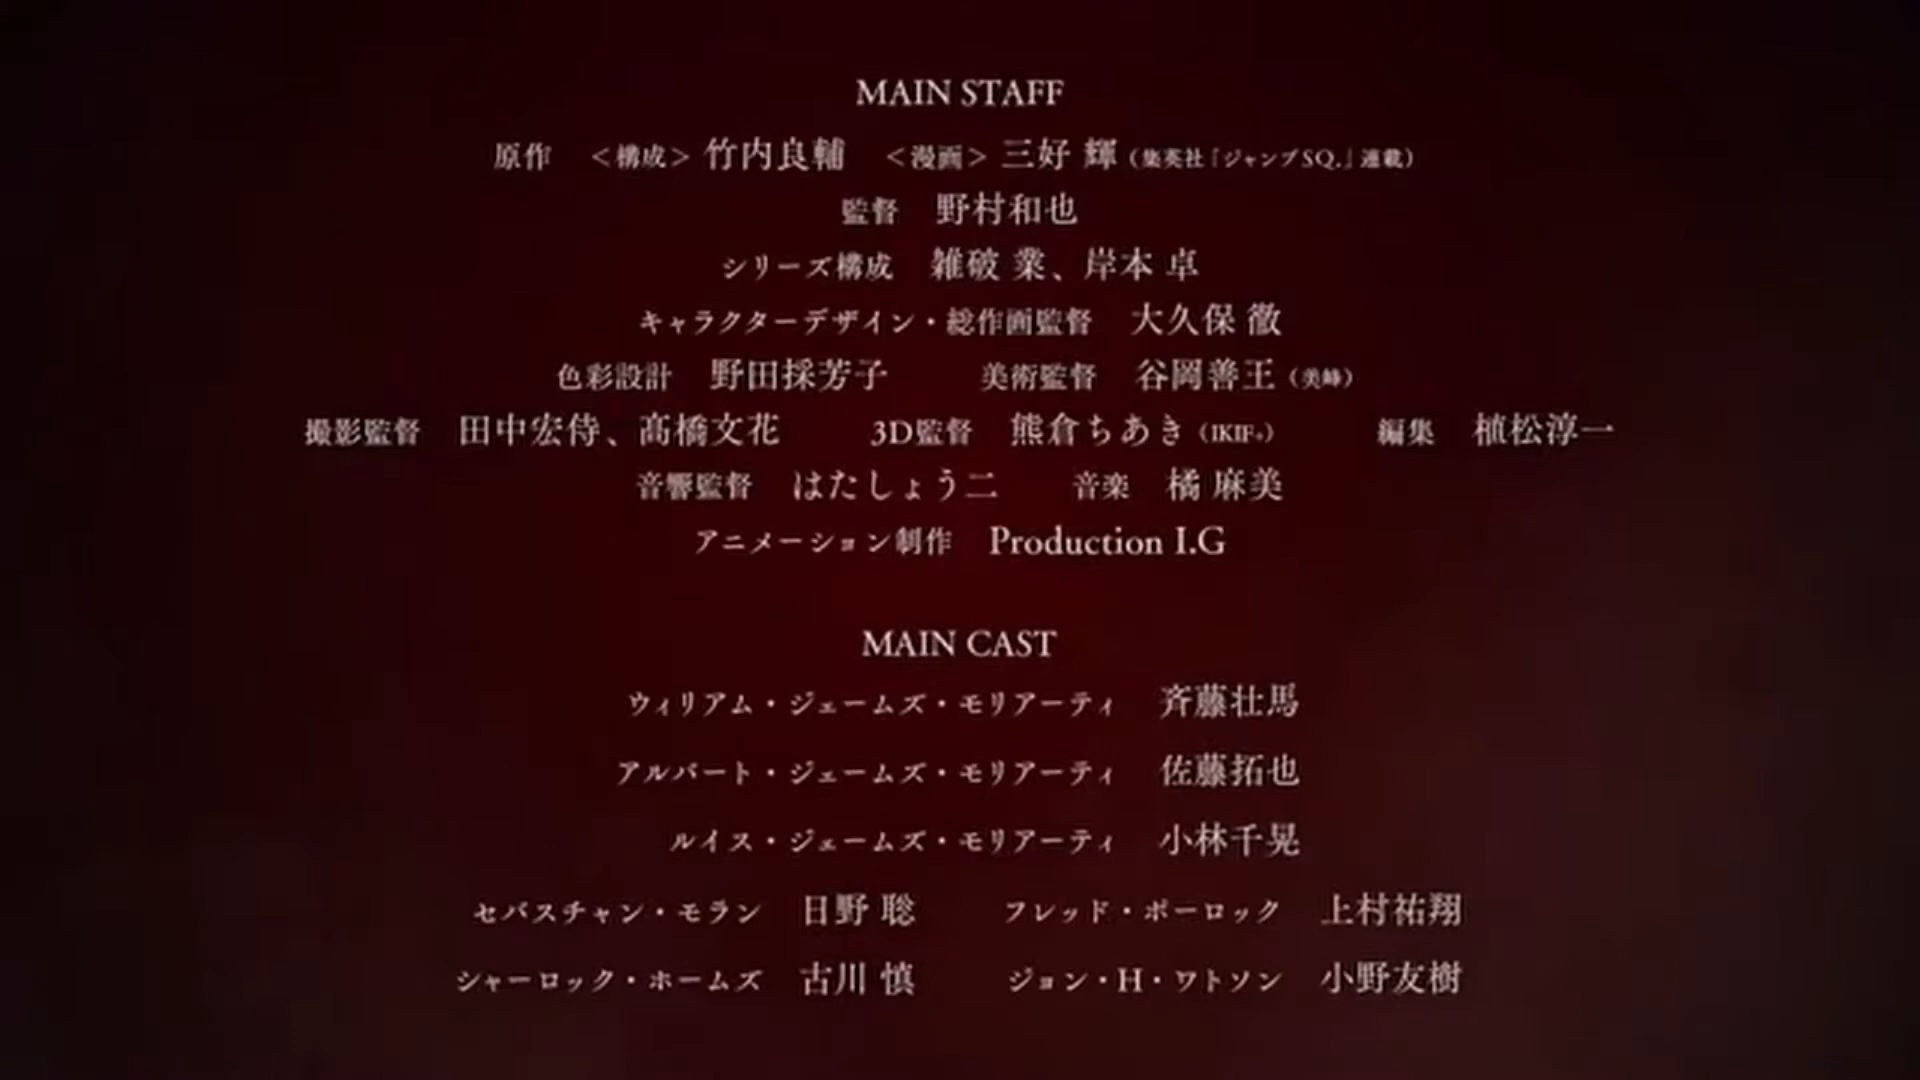 MAIN STAFF
原作 <構成> 竹内良輔 <漫画> 三好 輝(集英社「ジャンプSQ.」連載)
監督 野村和也
シリーズ構成 雑破 業、岸本 卓
キャラクターデザイン・総作画監督 大久保 徹
色彩設計 野田採芳子 美術監督 谷岡善王(美峰)
撮影監督 田中宏侍、髙橋文花 3D監督 熊倉ちあき(IKIF+) 編集 植松淳一
音響監督 はたしょう二 音楽 橘 麻美
アニメーション制作 Production I.G
MAIN CAST
ウィリアム・ジェームズ・モリアーティ 斉藤壮馬
アルバート・ジェームズ・モリアーティ 佐藤拓也
ルイス・ジェームズ・モリアーティ 小林千晃
セバスチャン・モラン 日野 聡 フレッド・ポーロック 上村祐翔
シャーロック・ホームズ 古川 慎 ジョン・H・ワトソン 小野友樹